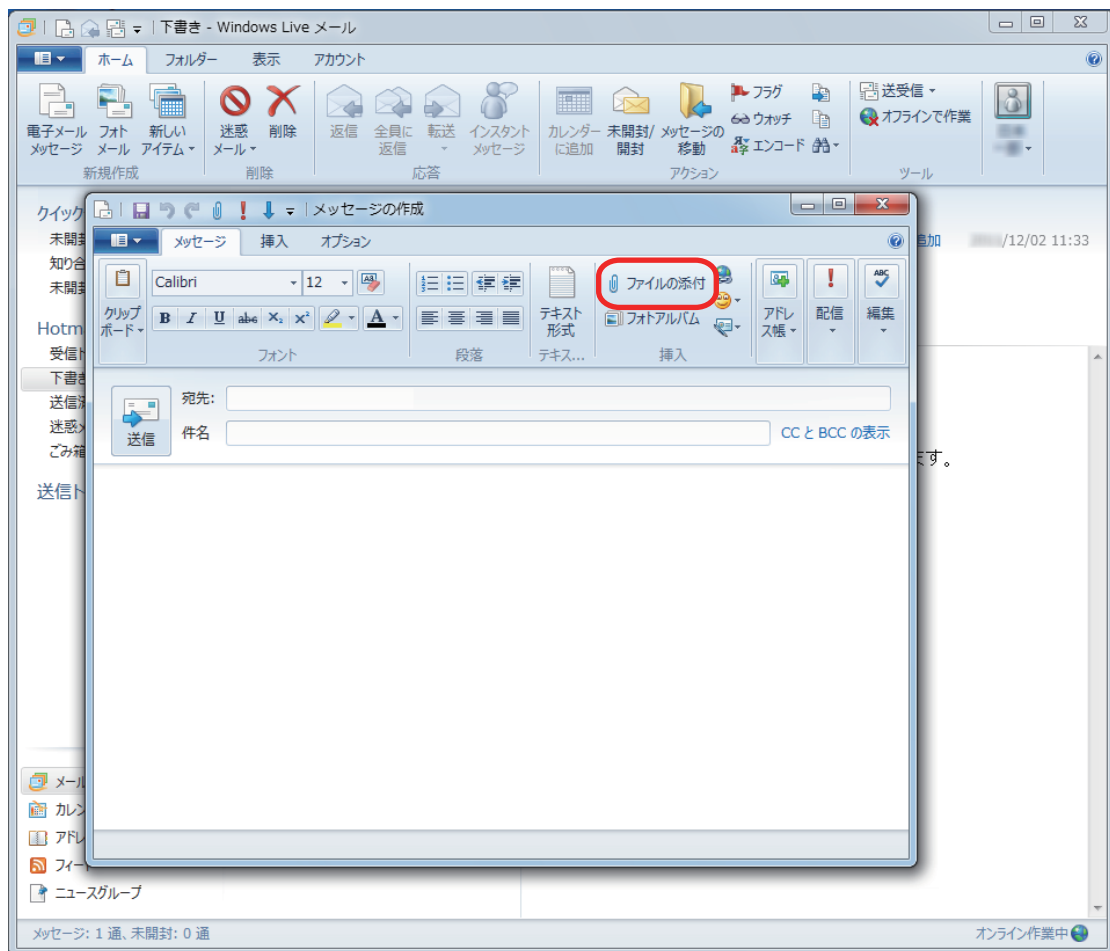 下書き - Windows Live メール
ホーム フォルダー 表示 アカウント
電子メール メッセージ
フォト メール
新しい アイテム
迷惑 メール
削除
返信
全員に 返信
転送
インスタント メッセージ
カレンダー に追加
未開封/ 開封
メッセージの 移動
フラグ
ウォッチ
エンコード
送受信
オフラインで作業
新規作成 削除 応答 アクション ツール
クイック
未開
知り合
未開
Hotm
受信
下書き
送信
迷惑
ごみ箱
送信ト
追加 /12/02 11:33
メッセージの作成
メッセージ 挿入 オプション
クリップ ボード
Calibri 12
B I U abc X₂ X²
A
テキスト 形式
ファイルの添付
フォトアルバム
アドレ ス帳
配信
ABC
編集
フォント 段落 テキス... 挿入
送信
宛先:
件名
CC と BCC の表示
ます。
メール
カレン
アドレ
フィード
ニュースグループ
メッセージ: 1 通、未開封: 0 通
オンライン作業中